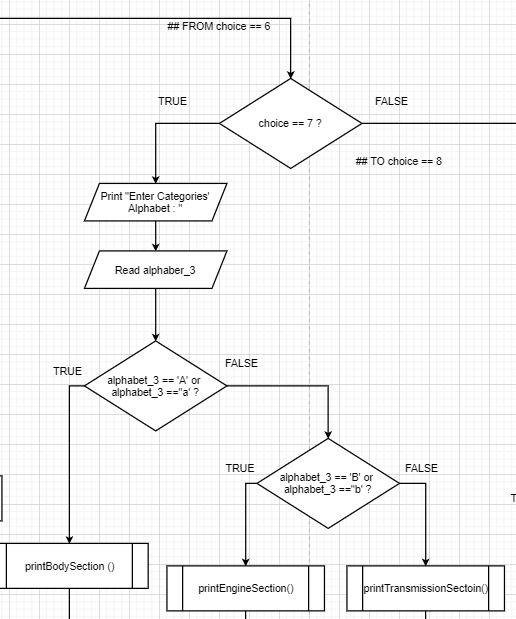 ## FROM choice == 6
TRUE
FALSE
choice == 7 ?
## TO choice == 8
Print "Enter Categories'
Alphabet : "
Read alphaber_3
TRUE
FALSE
alphabet_3 == 'A' or
alphabet_3 =="a' ?
TRUE
FALSE
alphabet_3 == 'B' or
alphabet_3 =="b' ?
printBodySection ()
printEngineSection()
printTransmissionSectoin()